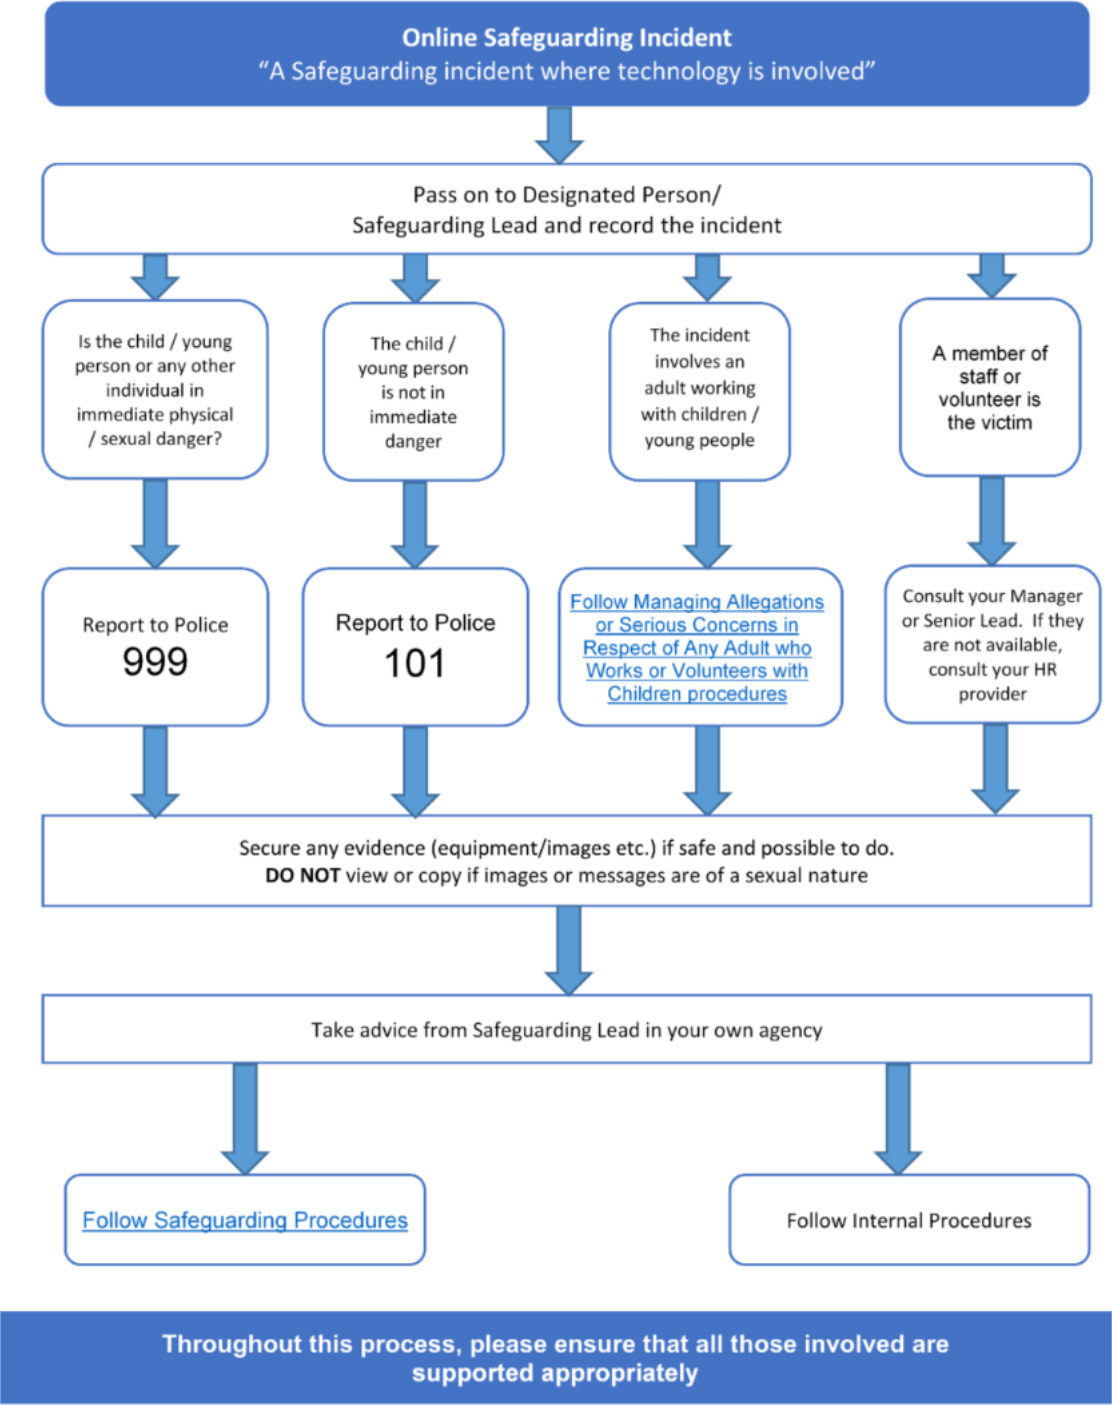 Online Safeguarding Incident
“A Safeguarding incident where technology is involved”
Pass on to Designated Person/
Safeguarding Lead and record the incident
Is the child / young
person or any other
individual in
immediate physical
/ sexual danger?
The child /
young person
is not in
immediate
danger
The incident
involves an
adult working
with children /
young people
A member of
staff or
volunteer is
the victim
Report to Police
999
Report to Police
101
Follow Managing Allegations
or Serious Concerns in
Respect of Any Adult who
Works or Volunteers with
Children procedures
Consult your Manager
or Senior Lead.  If they
are not available,
consult your HR
provider
Secure any evidence (equipment/images etc.) if safe and possible to do.
DO NOT view or copy if images or messages are of a sexual nature
Take advice from Safeguarding Lead in your own agency
Follow Safeguarding Procedures
Follow Internal Procedures
Throughout this process, please ensure that all those involved are
supported appropriately